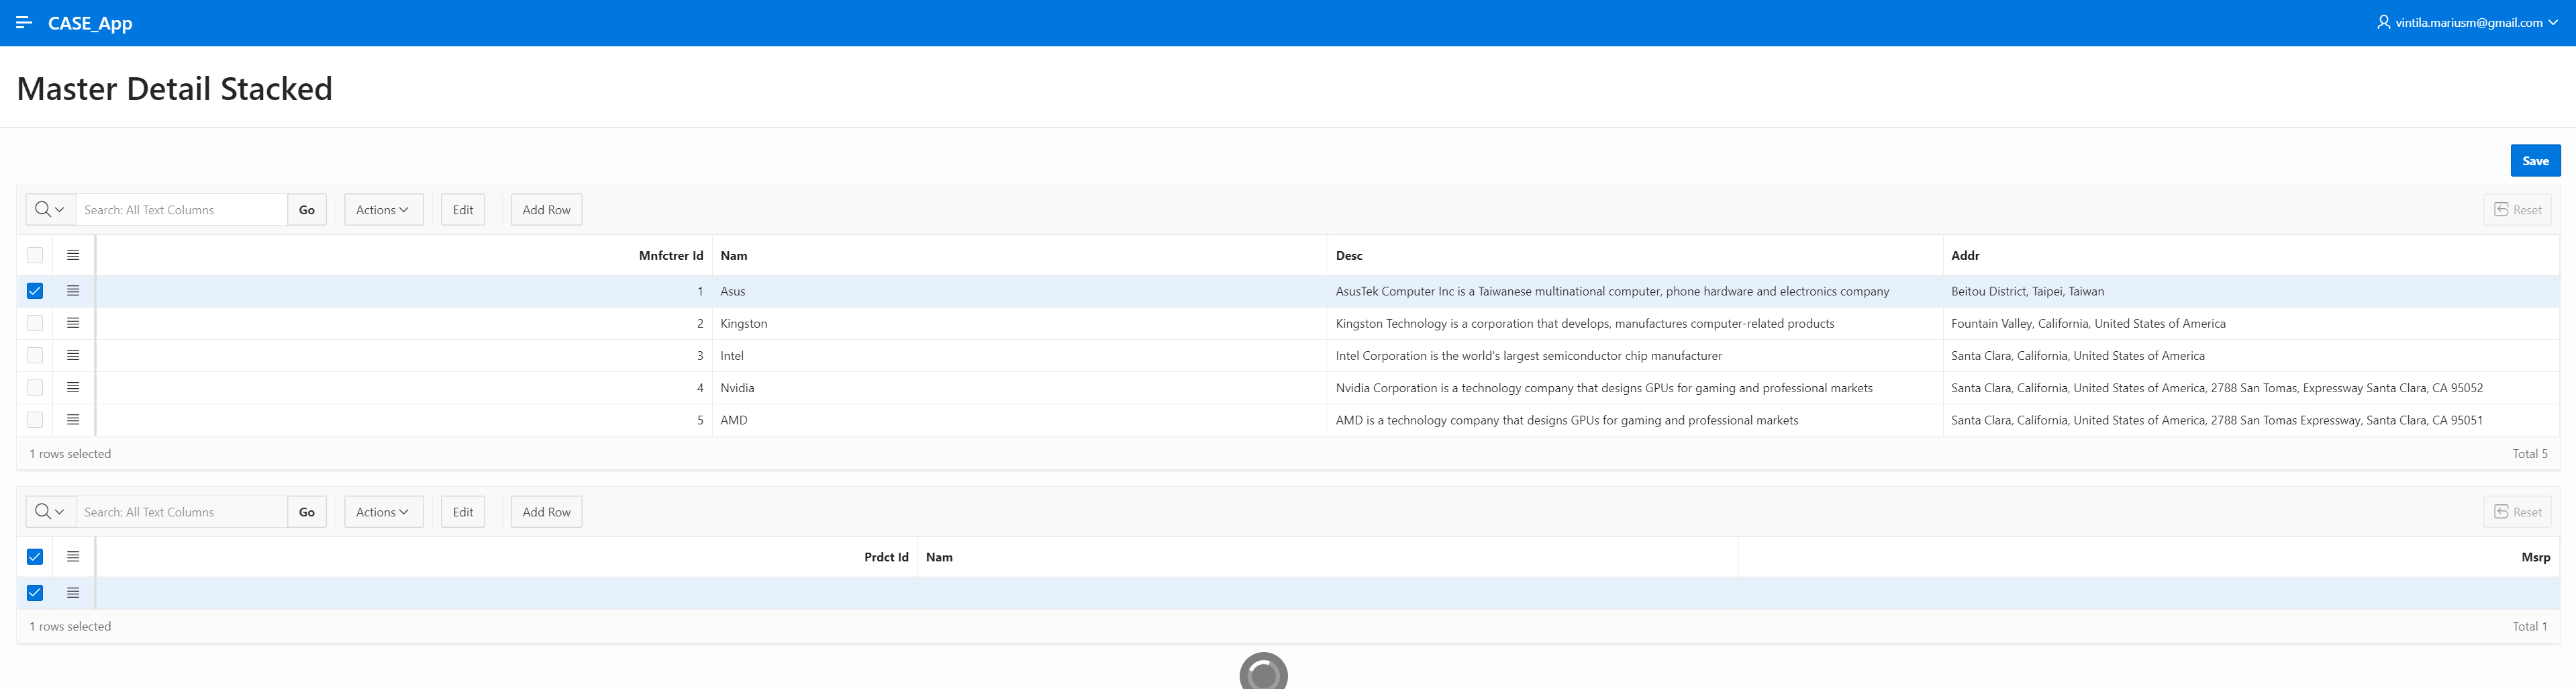 CASE_App
vintila.mariusm@gmail.com
Master Detail Stacked
Save
Search: All Text Columns Go Actions Edit Add Row Reset
Mnfctrer Id Nam Desc Addr
1 Asus AsusTek Computer Inc is a Taiwanese multinational computer, phone hardware and electronics company Beitou District, Taipei, Taiwan
2 Kingston Kingston Technology is a corporation that develops, manufactures computer-related products Fountain Valley, California, United States of America
3 Intel Intel Corporation is the world's largest semiconductor chip manufacturer Santa Clara, California, United States of America
4 Nvidia Nvidia Corporation is a technology company that designs GPUs for gaming and professional markets Santa Clara, California, United States of America, 2788 San Tomas, Expressway Santa Clara, CA 95052
5 AMD AMD is a technology company that designs GPUs for gaming and professional markets Santa Clara, California, United States of America, 2788 San Tomas Expressway, Santa Clara, CA 95051
1 rows selected Total 5
Search: All Text Columns Go Actions Edit Add Row Reset
Prdct Id Nam Msrp
1 rows selected Total 1